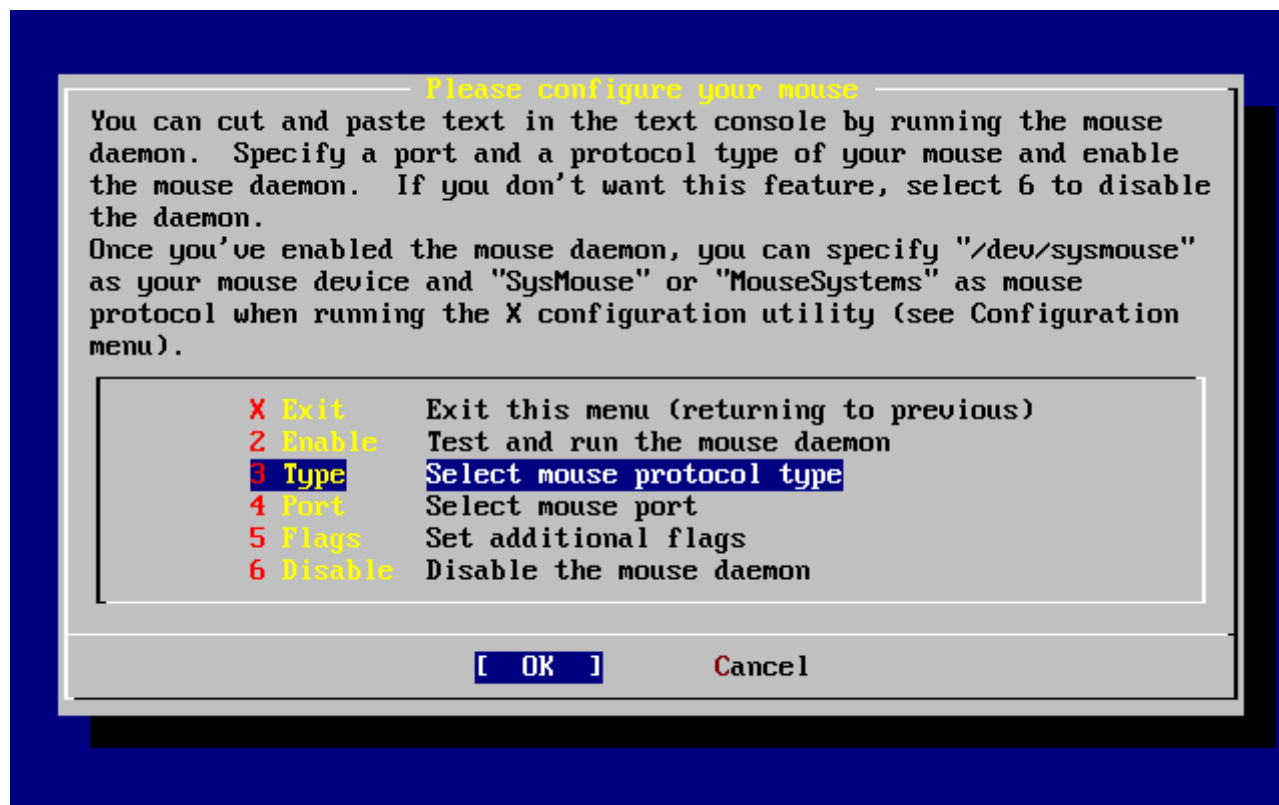 Please configure your mouse
You can cut and paste text in the text console by running the mouse
daemon.  Specify a port and a protocol type of your mouse and enable
the mouse daemon.  If you don't want this feature, select 6 to disable
the daemon.
Once you've enabled the mouse daemon, you can specify "/dev/sysmouse"
as your mouse device and "SysMouse" or "MouseSystems" as mouse
protocol when running the X configuration utility (see Configuration
menu).
X Exit     Exit this menu (returning to previous)
2 Enable   Test and run the mouse daemon
3 Type     Select mouse protocol type
4 Port     Select mouse port
5 Flags    Set additional flags
6 Disable  Disable the mouse daemon
[  OK  ]       Cancel